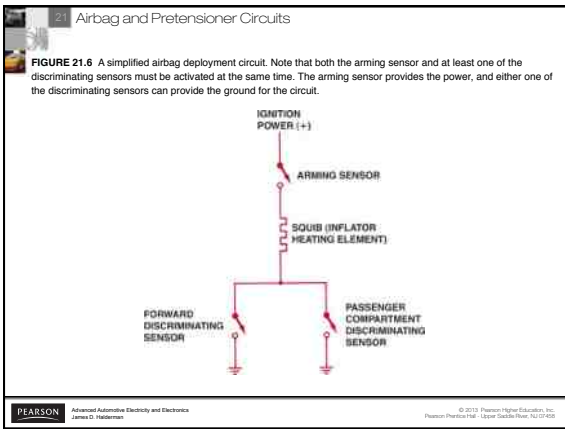 21 Airbag and Pretensioner Circuits
FIGURE 21.6 A simplified airbag deployment circuit. Note that both the arming sensor and at least one of the
discriminating sensors must be activated at the same time. The arming sensor provides the power, and either one of
the discriminating sensors can provide the ground for the circuit.
IGNITION
POWER (+)
ARMING SENSOR
SQUIB (INFLATOR
HEATING ELEMENT)
FORWARD
DISCRIMINATING
SENSOR
PASSENGER
COMPARTMENT
DISCRIMINATING
SENSOR
PEARSON
Advanced Automotive Electricity and Electronics
James D. Halderman
© 2013 Pearson Higher Education, Inc.
Pearson Prentice Hall - Upper Saddle River, NJ 07458